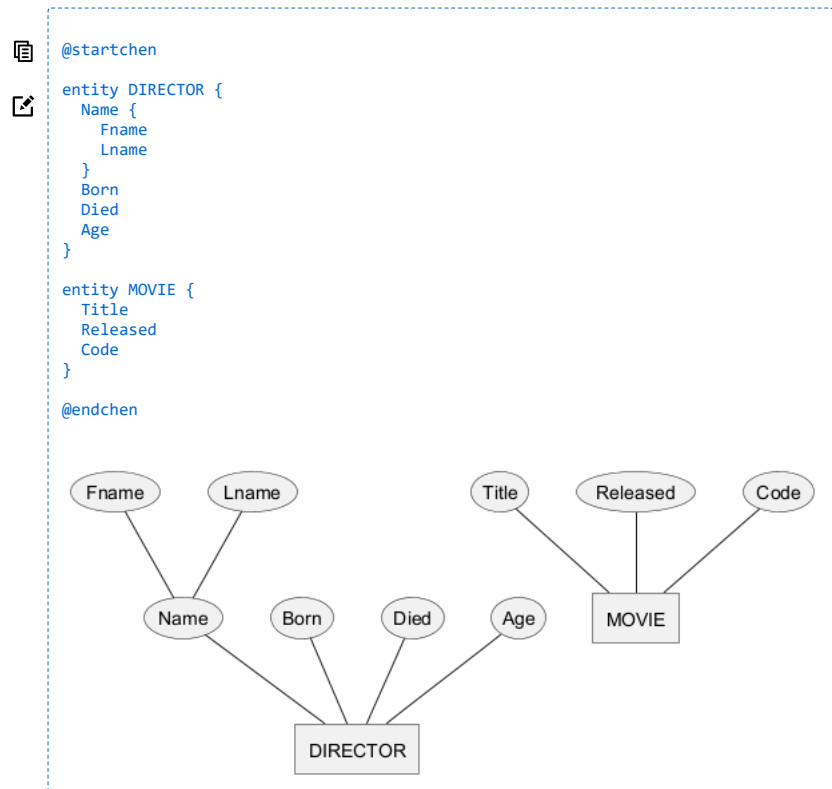 @startchen
entity DIRECTOR {
  Name {
    Fname
    Lname
  }
  Born
  Died
  Age
}
entity MOVIE {
  Title
  Released
  Code
}
@endchen
Fname Lname Title Released Code
Name Born Died Age MOVIE
DIRECTOR